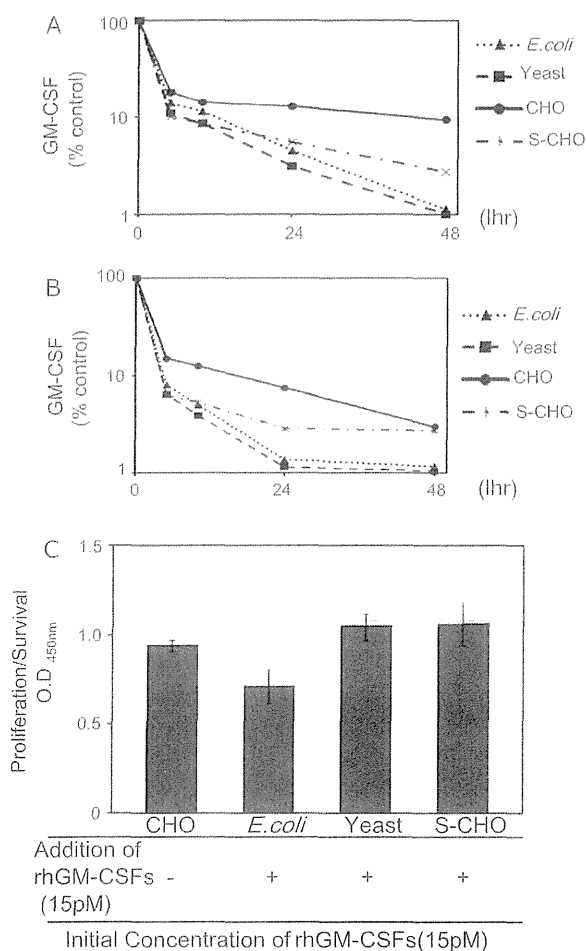 A
100
10
1
GM-CSF
(% control)
0
24
48
(Ihr)
E.coli
Yeast
CHO
S-CHO
B
100
10
1
GM-CSF
(% control)
0
24
48
(Ihr)
E.coli
Yeast
CHO
S-CHO
C
1.5
1.0
0.5
0
Proliferation/Survival
O.D 450nm
CHO E.coli Yeast S-CHO
Addition of
rhGM-CSFs - + + +
(15pM)
Initial Concentration of rhGM-CSFs(15pM)